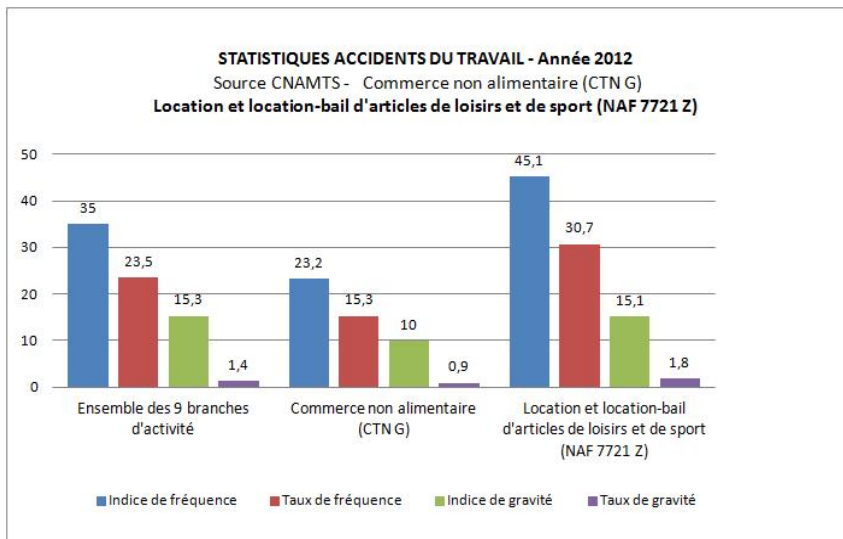 STATISTIQUES ACCIDENTS DU TRAVAIL - Année 2012
Source CNAMTS - Commerce non alimentaire (CTN G)
Location et location-bail d'articles de loisirs et de sport (NAF 7721 Z)
50
40
30
20
10
0
35
23,5
15,3
1,4
23,2
15,3
10
0,9
45,1
30,7
15,1
1,8
Ensemble des 9 branches
d'activité
Commerce non alimentaire
(CTN G)
Location et location-bail
d'articles de loisirs et de sport
(NAF 7721 Z)
Indice de fréquence
Taux de fréquence
Indice de gravité
Taux de gravité